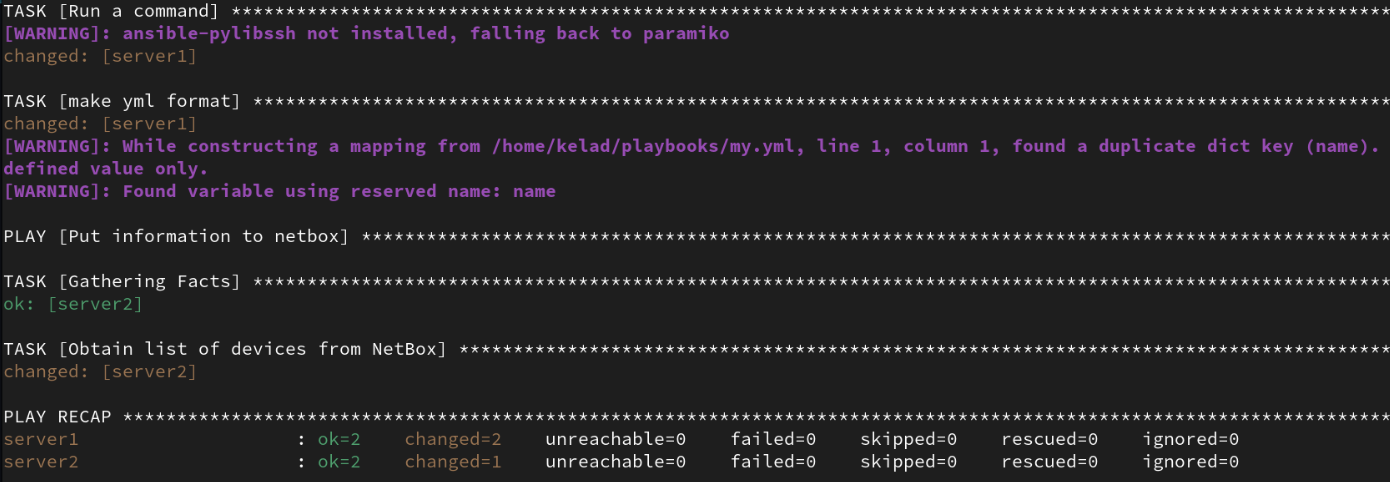 TASK [Run a command] ***********************************************************************************************************
[WARNING]: ansible-pylibssh not installed, falling back to paramiko
changed: [server1]
TASK [make yml format] *********************************************************************************************************
changed: [server1]
[WARNING]: While constructing a mapping from /home/kelad/playbooks/my.yml, line 1, column 1, found a duplicate dict key (name).
defined value only.
[WARNING]: Found variable using reserved name: name
PLAY [Put information to netbox] ***********************************************************************************************
TASK [Gathering Facts] *********************************************************************************************************
ok: [server2]
TASK [Obtain list of devices from NetBox] **************************************************************************************
changed: [server2]
PLAY RECAP *********************************************************************************************************************
server1 : ok=2 changed=2 unreachable=0 failed=0 skipped=0 rescued=0 ignored=0
server2 : ok=2 changed=1 unreachable=0 failed=0 skipped=0 rescued=0 ignored=0